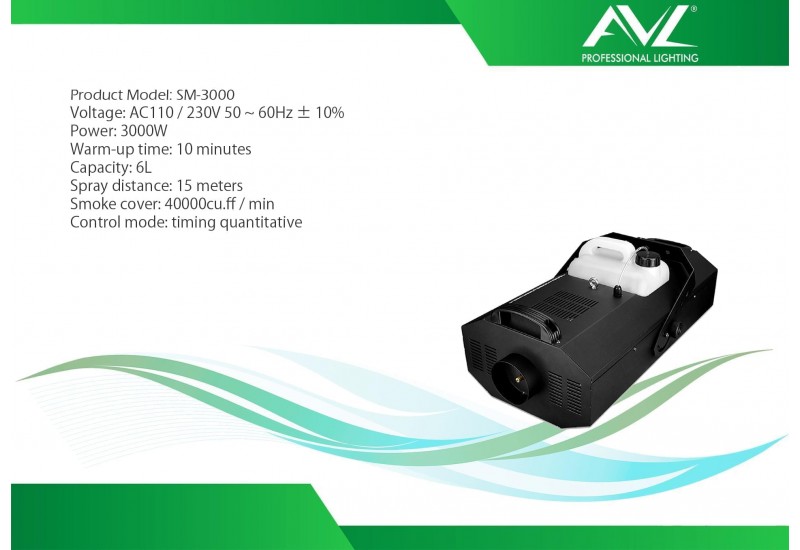 AVL®
PROFESSIONAL LIGHTING
Product Model: SM-3000
Voltage: AC110 / 230V 50 ~ 60Hz ± 10%
Power: 3000W
Warm-up time: 10 minutes
Capacity: 6L
Spray distance: 15 meters
Smoke cover: 40000cu.ff / min
Control mode: timing quantitative